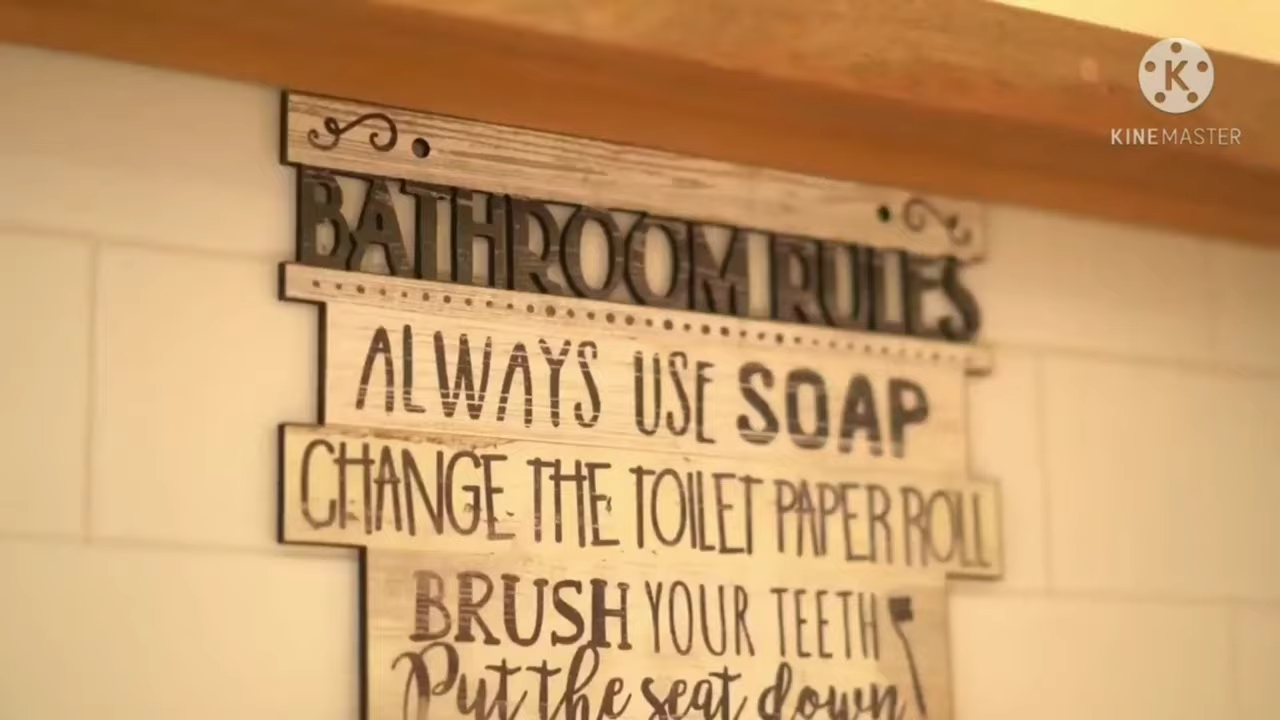 KINEMASTER
BATHROOM RULES
ALWAYS USE SOAP
CHANGE THE TOILET PAPER ROLL
BRUSH YOUR TEETH
Put the seat down